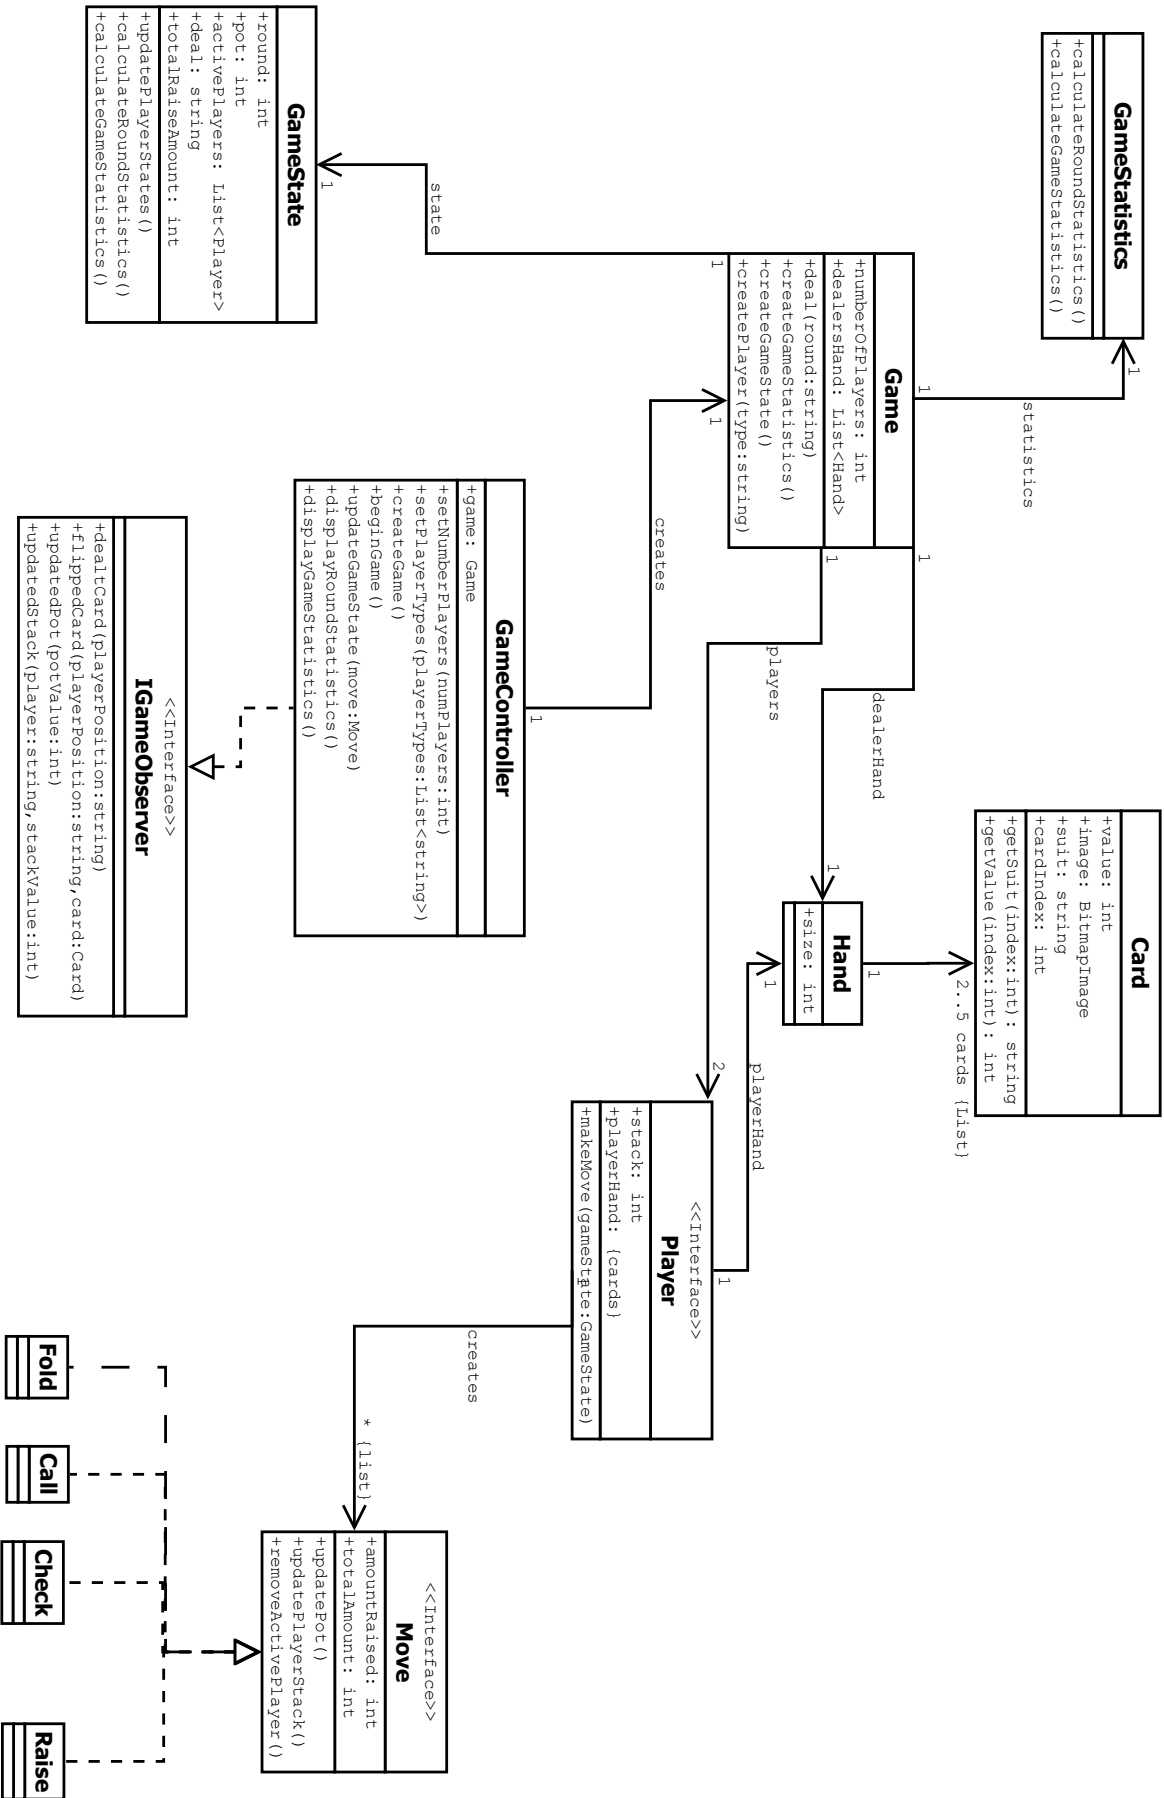 GameStatistics
+calculateRoundStatistics()
+calculateGameStatistics()
1
statistics
1
Game
+numberOfPlayers: int
+dealersHand: List<Hand>
+deal(round:string)
+createGameStatistics()
+createGameState()
+createPlayer(type:string)
1
state
1
GameState
+round: int
+pot: int
+activePlayers: List<Player>
+deal: string
+totalRaiseAmount: int
+updatePlayerStates()
+calculateRoundStatistics()
+calculateGameStatistics()
1
dealerHand
1
1
players
2
1
creates
1
GameController
+game: Game
+setNumberPlayers(numPlayers:int)
+setPlayerTypes(playerTypes:List<string>)
+createGame()
+beginGame()
+updateGameState(move:Move)
+displayRoundStatistics()
+displayGameStatistics()
<<Interface>>
IGameObserver
+dealtCard(playerPosition:string)
+flippedCard(playerPosition:string,card:Card)
+updatedPot(potValue:int)
+updatedStack(player:string,stackValue:int)
Card
+value: int
+image: BitmapImage
+suit: string
+cardIndex: int
+getSuit(index:int): string
+getValue(index:int): int
2..5 cards {List}
1
Hand
+size: int
1
playerHand
1
<<Interface>>
Player
+stack: int
+playerHand: {cards}
+makeMove(gameState:GameState)
1
creates
* {list}
<<Interface>>
Move
+amountRaised: int
+totalAmount: int
+updatePot()
+updatePlayerStack()
+removeActivePlayer()
Fold
Call
Check
Raise